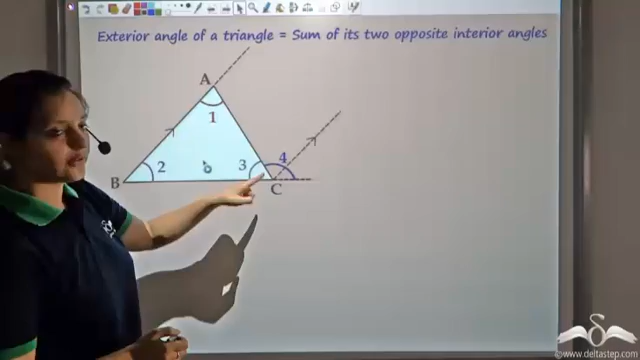 Exterior angle of a triangle = Sum of its two opposite interior angles
A
1
B
2
3
4
C
©www.deltastep.com